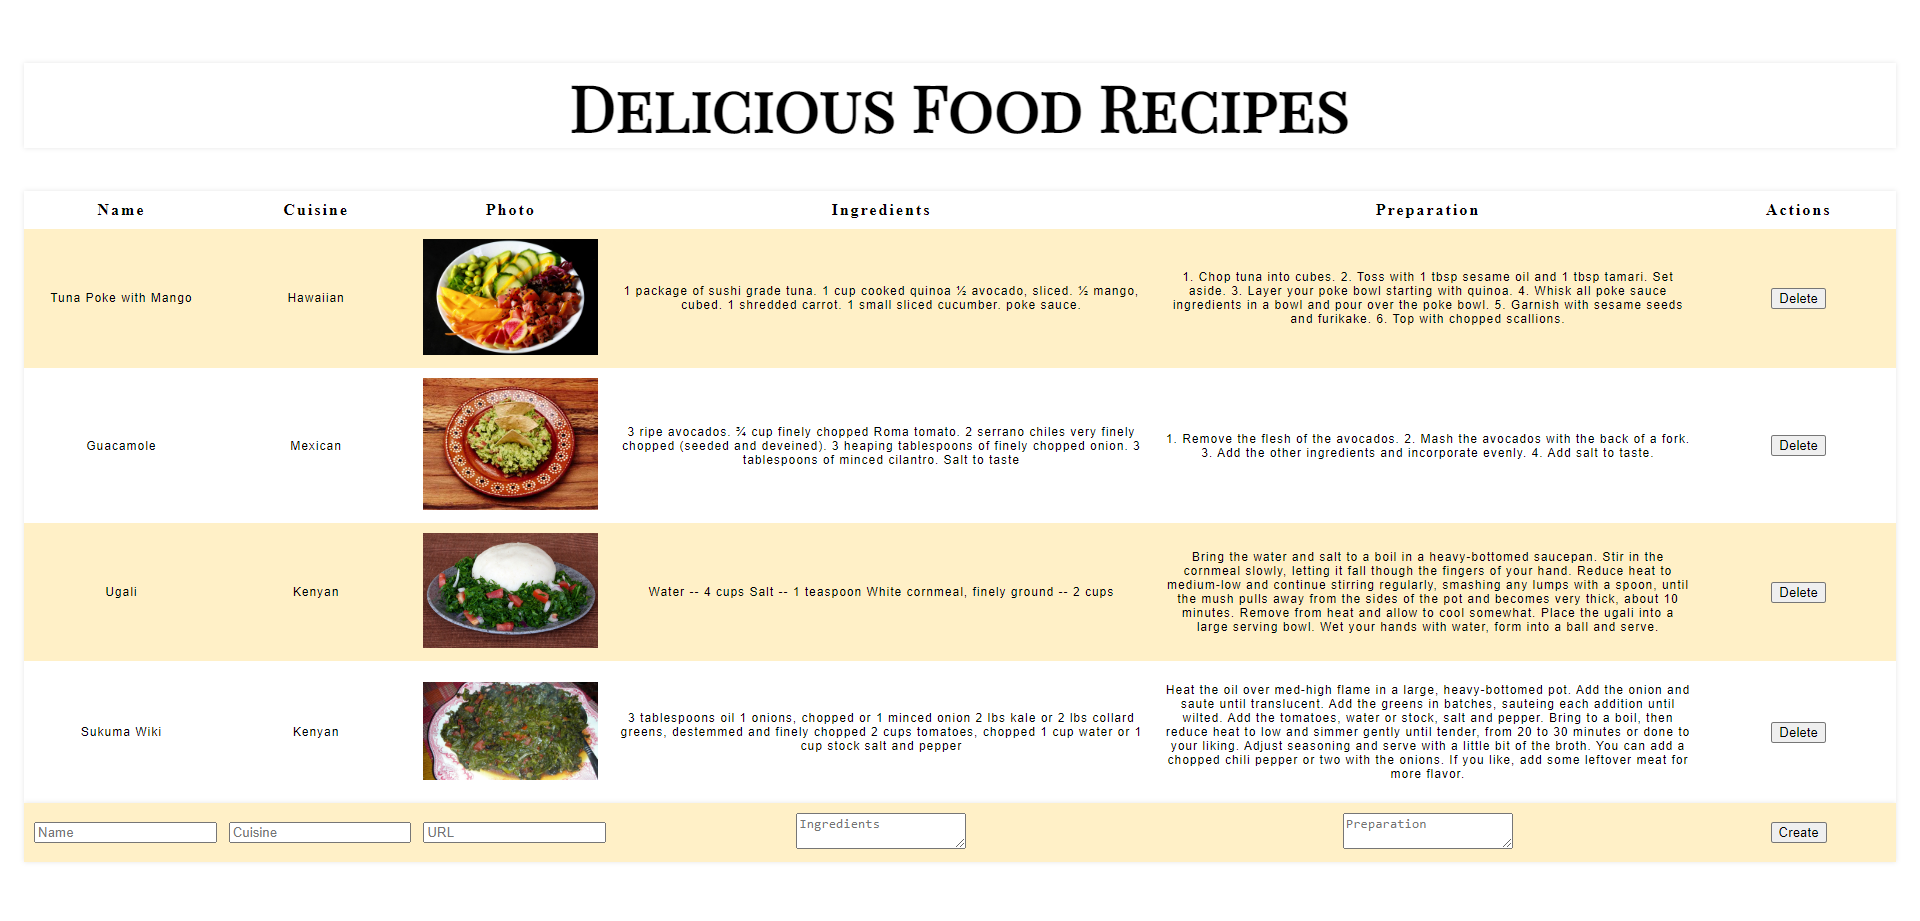 DELICIOUS FOOD RECIPES
Name Cuisine Photo Ingredients Preparation Actions
Tuna Poke with Mango
Hawaiian
1 package of sushi grade tuna. 1 cup cooked quinoa ½ avocado, sliced. ½ mango,
cubed. 1 shredded carrot. 1 small sliced cucumber. poke sauce.
1. Chop tuna into cubes. 2. Toss with 1 tbsp sesame oil and 1 tbsp tamari. Set
aside. 3. Layer your poke bowl starting with quinoa. 4. Whisk all poke sauce
ingredients in a bowl and pour over the poke bowl. 5. Garnish with sesame seeds
and furikake. 6. Top with chopped scallions.
Delete
Guacamole
Mexican
3 ripe avocados. ¾ cup finely chopped Roma tomato. 2 serrano chiles very finely
chopped (seeded and deveined). 3 heaping tablespoons of finely chopped onion. 3
tablespoons of minced cilantro. Salt to taste
1. Remove the flesh of the avocados. 2. Mash the avocados with the back of a fork.
3. Add the other ingredients and incorporate evenly. 4. Add salt to taste.
Delete
Ugali
Kenyan
Water -- 4 cups Salt -- 1 teaspoon White cornmeal, finely ground -- 2 cups
Bring the water and salt to a boil in a heavy-bottomed saucepan. Stir in the
cornmeal slowly, letting it fall though the fingers of your hand. Reduce heat to
medium-low and continue stirring regularly, smashing any lumps with a spoon, until
the mush pulls away from the sides of the pot and becomes very thick, about 10
minutes. Remove from heat and allow to cool somewhat. Place the ugali into a
large serving bowl. Wet your hands with water, form into a ball and serve.
Delete
Sukuma Wiki
Kenyan
3 tablespoons oil 1 onions, chopped or 1 minced onion 2 lbs kale or 2 lbs collard
greens, destemmed and finely chopped 2 cups tomatoes, chopped 1 cup water or 1
cup stock salt and pepper
Heat the oil over med-high flame in a large, heavy-bottomed pot. Add the onion and
saute until translucent. Add the greens in batches, sauteing each addition until
wilted. Add the tomatoes, water or stock, salt and pepper. Bring to a boil, then
reduce heat to low and simmer gently until tender, from 20 to 30 minutes or done to
your liking. Adjust seasoning and serve with a little bit of the broth. You can add a
chopped chili pepper or two with the onions. If you like, add some leftover meat for
more flavor.
Delete
Name Cuisine URL Ingredients Preparation Create